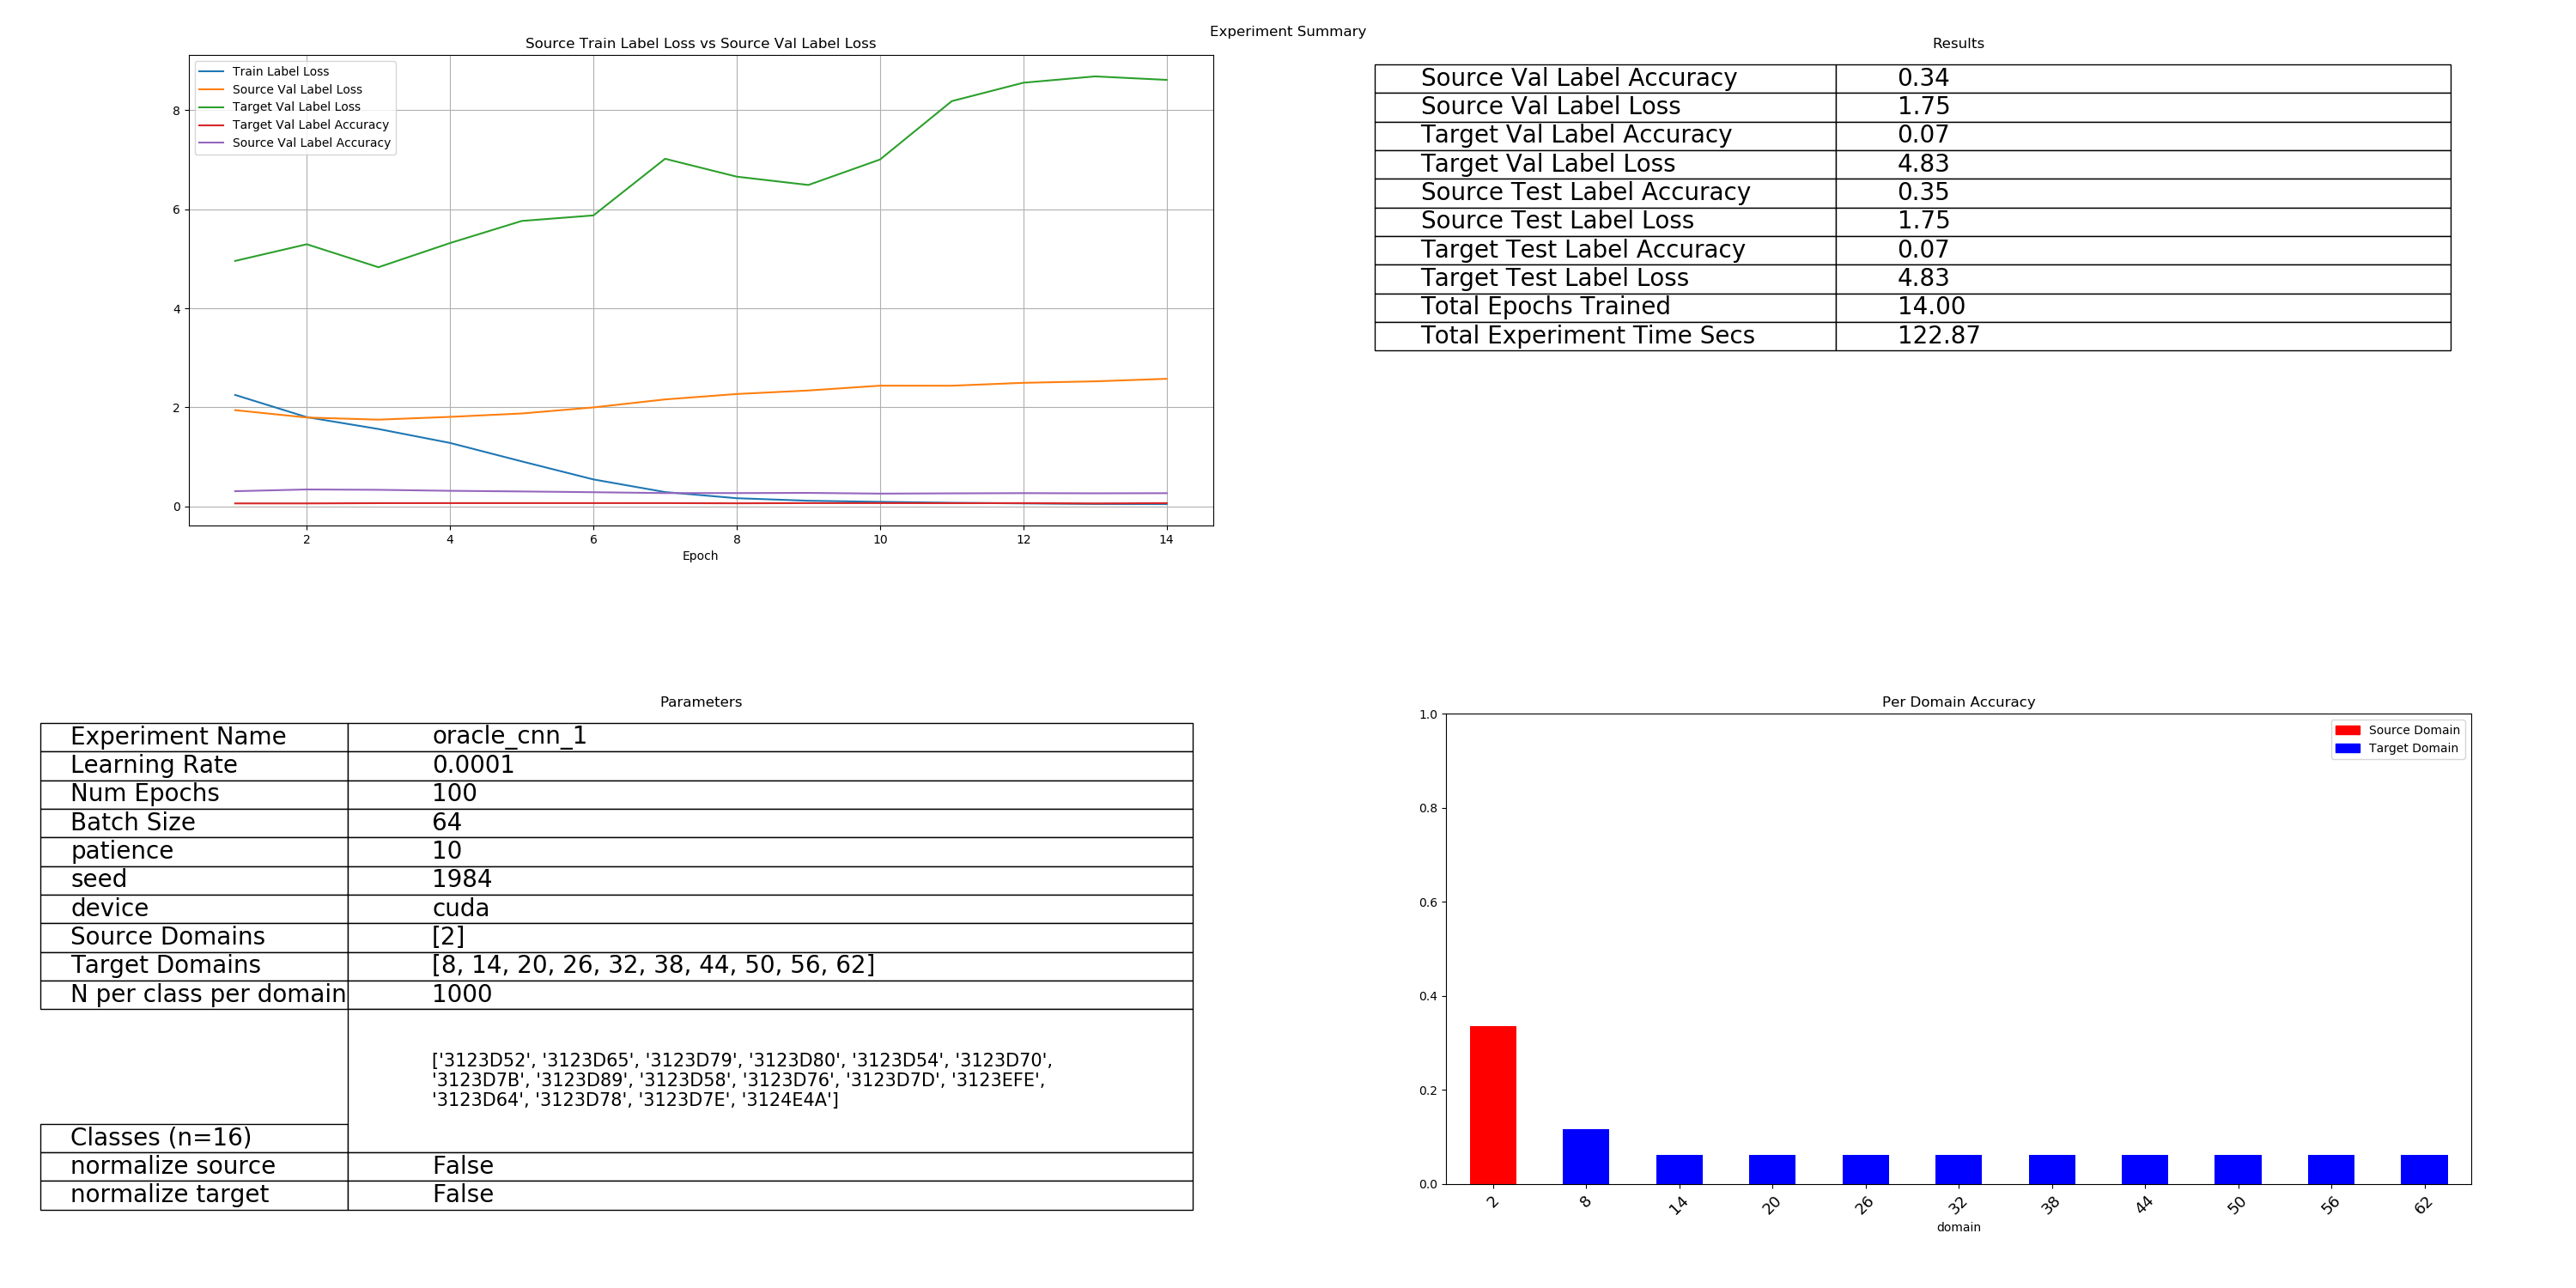 Experiment Summary
Source Train Label Loss vs Source Val Label Loss
Train Label Loss
Source Val Label Loss
Target Val Label Loss
Target Val Label Accuracy
Source Val Label Accuracy
8
6
4
2
0
2 4 6 8 10 12 14
Epoch
Results
Source Val Label Accuracy 0.34
Source Val Label Loss 1.75
Target Val Label Accuracy 0.07
Target Val Label Loss 4.83
Source Test Label Accuracy 0.35
Source Test Label Loss 1.75
Target Test Label Accuracy 0.07
Target Test Label Loss 4.83
Total Epochs Trained 14.00
Total Experiment Time Secs 122.87
Parameters
Experiment Name oracle_cnn_1
Learning Rate 0.0001
Num Epochs 100
Batch Size 64
patience 10
seed 1984
device cuda
Source Domains [2]
Target Domains [8, 14, 20, 26, 32, 38, 44, 50, 56, 62]
N per class per domain 1000
['3123D52', '3123D65', '3123D79', '3123D80', '3123D54', '3123D70',
'3123D7B', '3123D89', '3123D58', '3123D76', '3123D7D', '3123EFE',
'3123D64', '3123D78', '3123D7E', '3124E4A']
Classes (n=16)
normalize source False
normalize target False
Per Domain Accuracy
Source Domain
Target Domain
1.0
0.8
0.6
0.4
0.2
0.0
2 8 14 20 26 32 38 44 50 56 62
domain